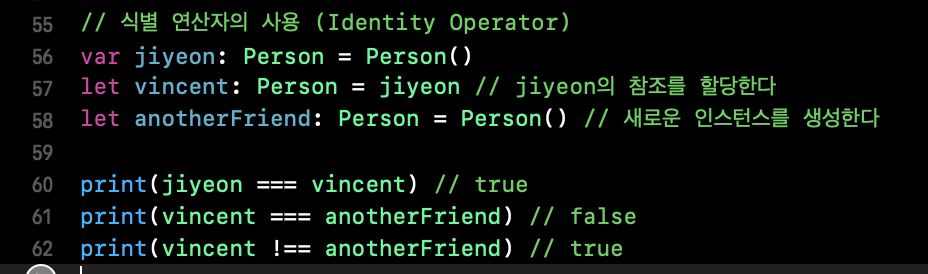 55 // 식별 연산자의 사용 (Identity Operator)
56 var jiyeon: Person = Person()
57 let vincent: Person = jiyeon // jiyeon의 참조를 할당한다
58 let anotherFriend: Person = Person() // 새로운 인스턴스를 생성한다
59
60 print(jiyeon === vincent) // true
61 print(vincent === anotherFriend) // false
62 print(vincent !== anotherFriend) // true